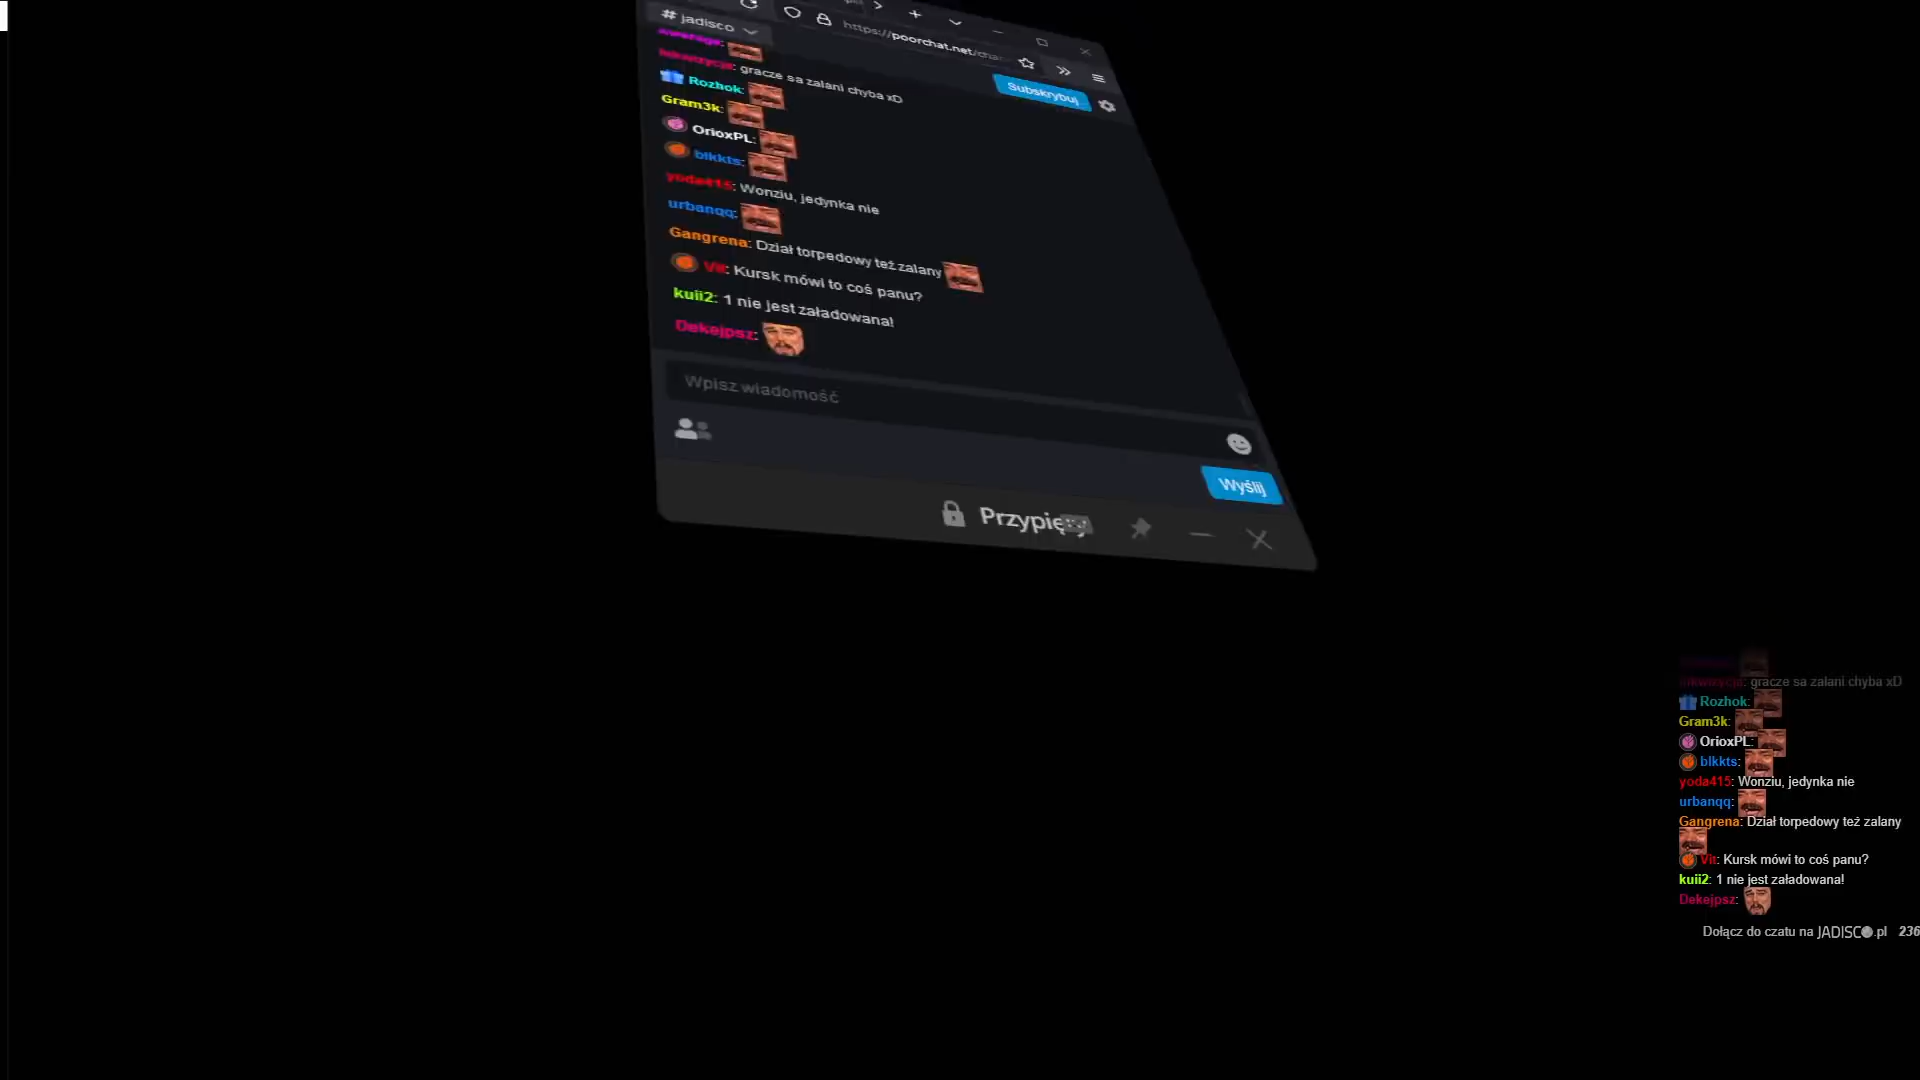 # jadisco
https://poorchat.net/cha
Subskrybuj
gracze sa zalani chyba xD
Rozhok:
Gram3k:
OrioxPL:
blkkts:
yoda415: Wonziu, jedynka nie
urbanqq:
Gangrena: Dział torpedowy też zalany
Vit: Kursk mówi to coś panu?
kuii2: 1 nie jest załadowana!
Dekejpsz:
Wpisz wiadomość
Wyślij
Przypięty
gracze sa zalani chyba xD
Rozhok:
Gram3k:
OrioxPL:
blkkts:
yoda415: Wonziu, jedynka nie
urbanqq:
Gangrena: Dział torpedowy też zalany
Vit: Kursk mówi to coś panu?
kuii2: 1 nie jest załadowana!
Dekejpsz:
Dołącz do czatu na JADISCO.pl 236